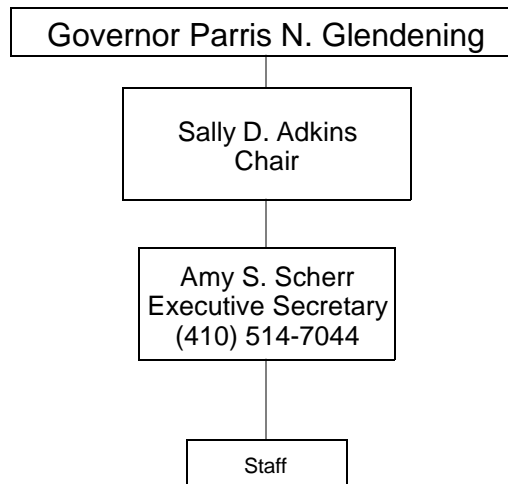 Governor Parris N. Glendening
Sally D. Adkins
Chair
Amy S. Scherr
Executive Secretary
(410) 514-7044
Staff